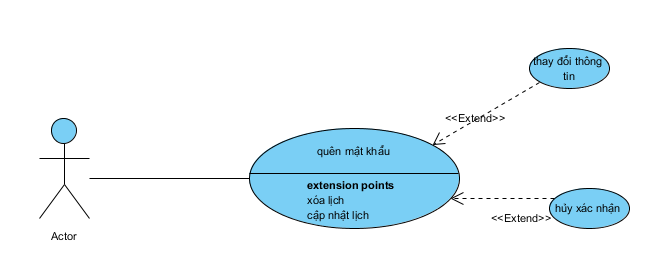 thay đổi thông
tin
<<Extend>>
quên mật khẩu
extension points
xóa lịch
cập nhật lịch
hủy xác nhận
<<Extend>>
Actor